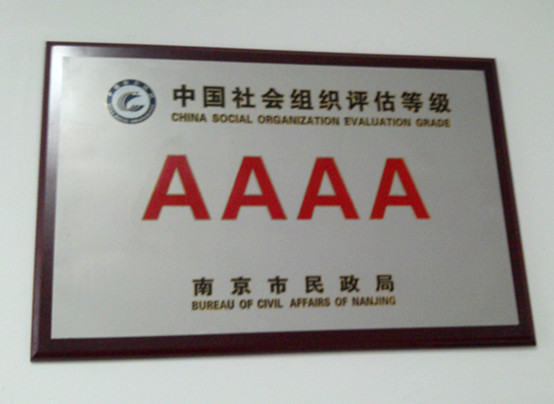 中国社会组织评估等级
CHINA SOCIAL ORGANIZATION EVALUATION GRADE
AAAA
南京市民政局
BUREAU OF CIVIL AFFAIRS OF NANJING